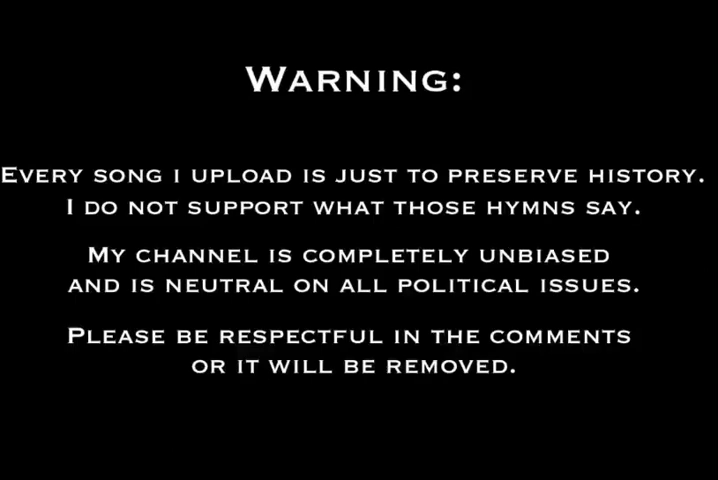 Warning:
Every song i upload is just to preserve history.
I do not support what those hymns say.
My channel is completely unbiased
and is neutral on all political issues.
Please be respectful in the comments
or it will be removed.